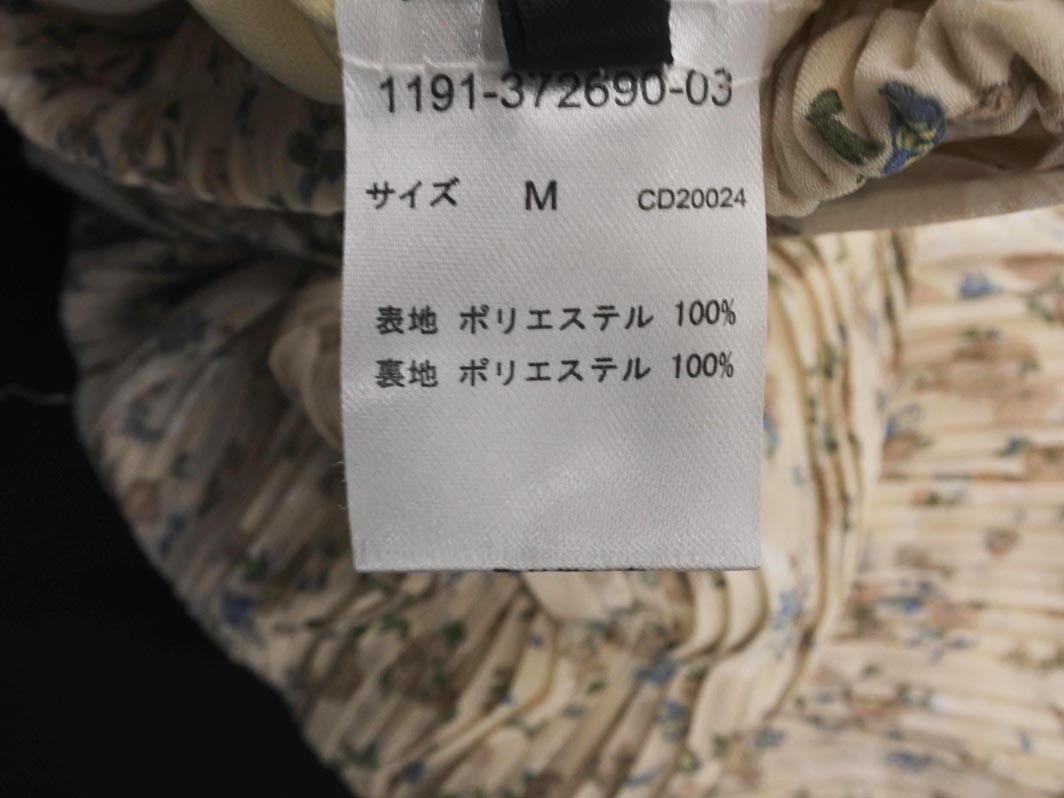 1191-372690-03
サイズ M CD20024
表地 ポリエステル 100%
裏地 ポリエステル 100%